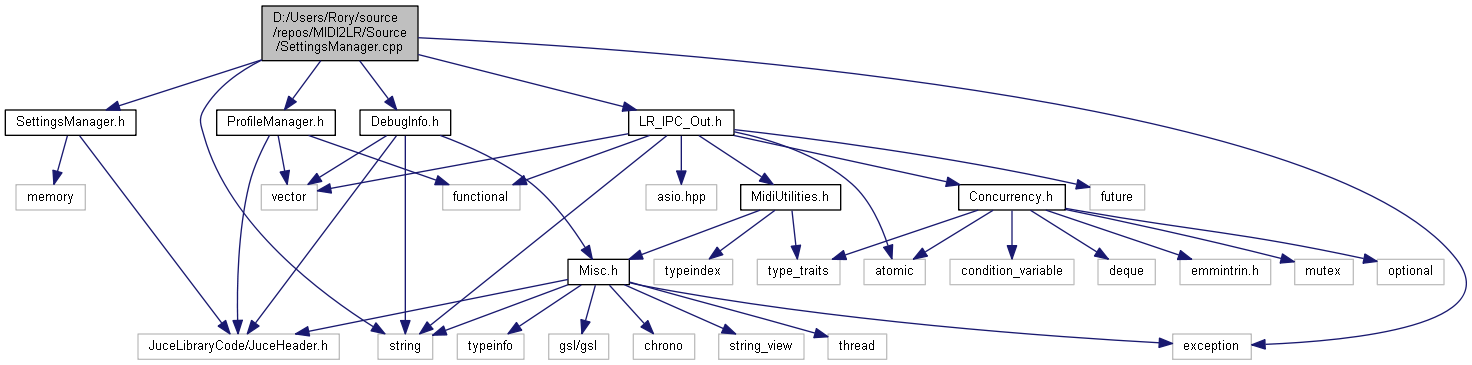 D:/Users/Rory/source
/repos/MIDI2LR/Source
/SettingsManager.cpp
SettingsManager.h
ProfileManager.h
DebugInfo.h
LR_IPC_Out.h
memory
vector
functional
asio.hpp
MidiUtilities.h
Concurrency.h
future
Misc.h
typeindex
type_traits
atomic
condition_variable
deque
emmintrin.h
mutex
optional
JuceLibraryCode/JuceHeader.h
string
typeinfo
gsl/gsl
chrono
string_view
thread
exception